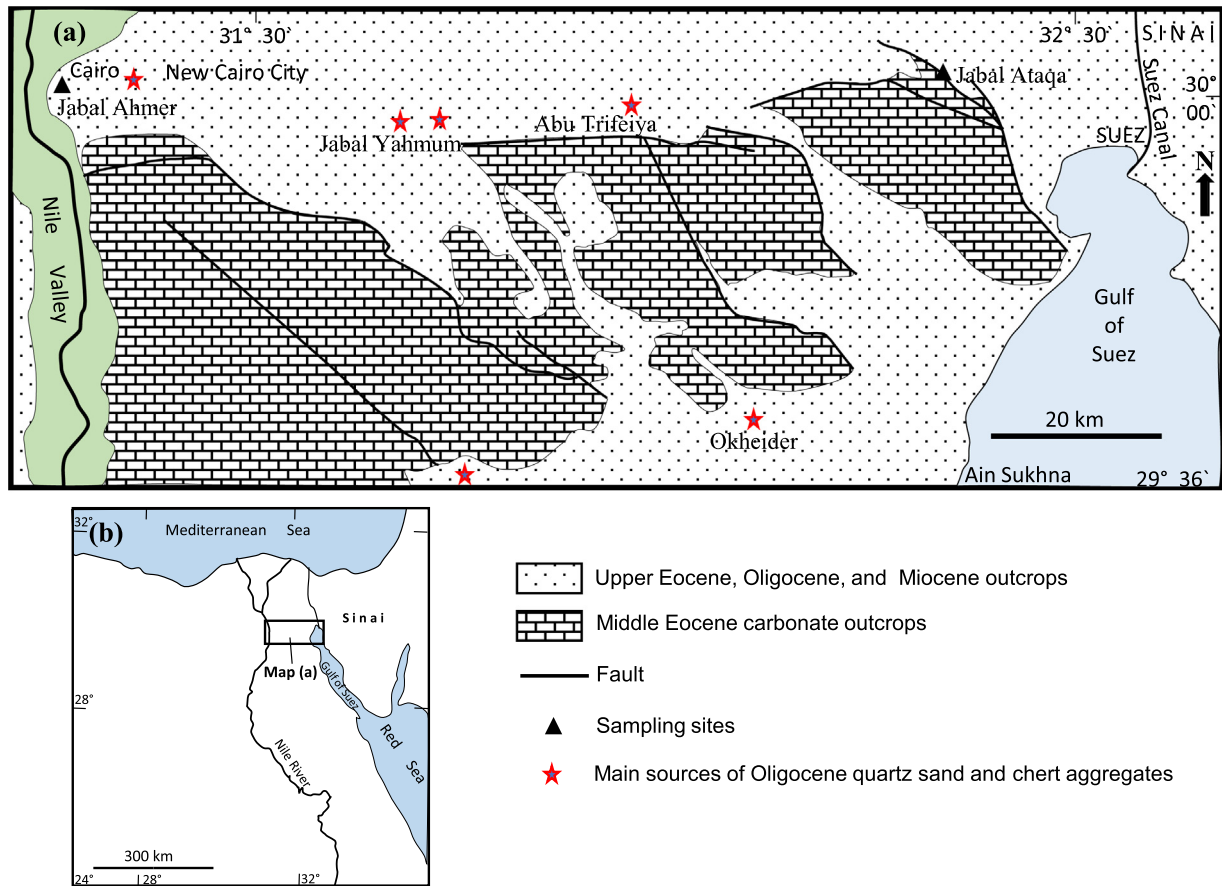 (a)
31° 30`
32° 30`
SINAI
Cairo
New Cairo City
Jabal Ahmer
Jabal Ataqa
Suez Canal
30°
00`
Abu Trifeiya
Jabal Yahmum
SUEZ
N
Nile Valley
Gulf
of
Suez
20 km
Okheider
Ain Sukhna
29° 36`
(b)
32°
Mediterranean Sea
Sinai
Map (a)
Gulf of Suez
28°
Red Sea
Nile River
300 km
24°
28°
32°
Upper Eocene, Oligocene, and Miocene outcrops
Middle Eocene carbonate outcrops
Fault
Sampling sites
Main sources of Oligocene quartz sand and chert aggregates